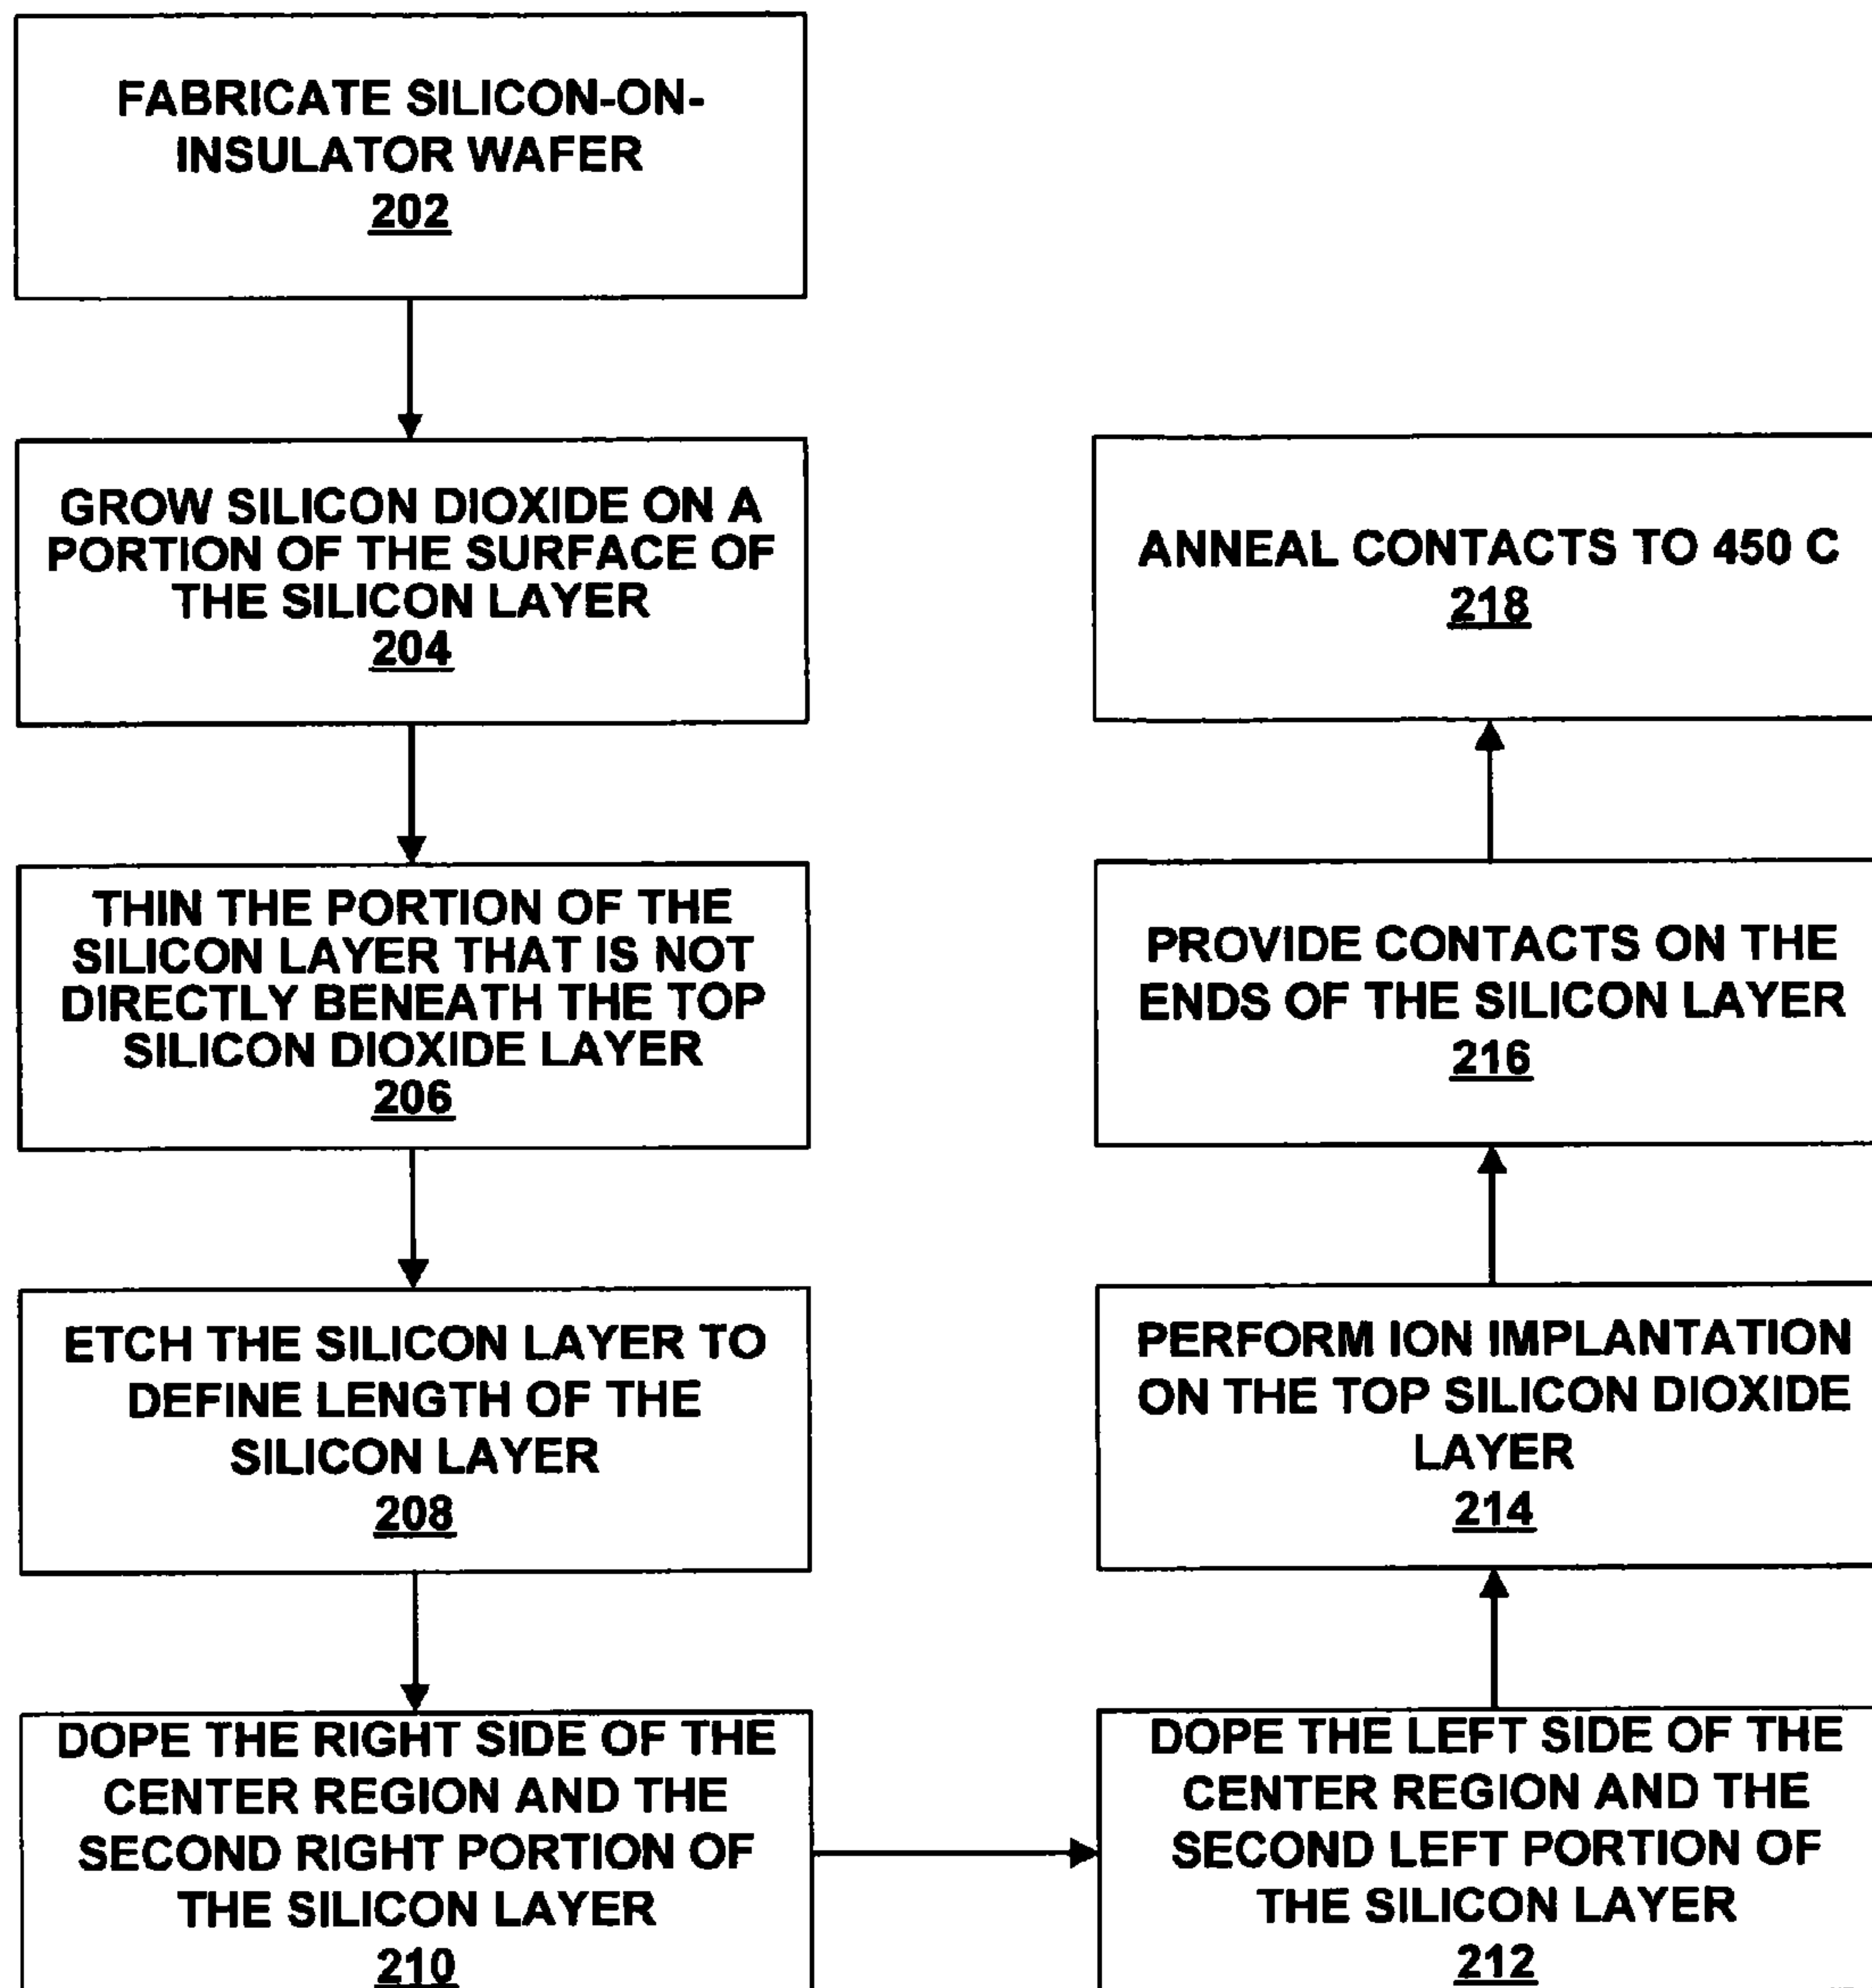 FABRICATE SILICON-ON-
INSULATOR WAFER
202
GROW SILICON DIOXIDE ON A
PORTION OF THE SURFACE OF
THE SILICON LAYER
204
THIN THE PORTION OF THE
SILICON LAYER THAT IS NOT
DIRECTLY BENEATH THE TOP
SILICON DIOXIDE LAYER
206
ETCH THE SILICON LAYER TO
DEFINE LENGTH OF THE
SILICON LAYER
208
DOPE THE RIGHT SIDE OF THE
CENTER REGION AND THE
SECOND RIGHT PORTION OF
THE SILICON LAYER
210
DOPE THE LEFT SIDE OF THE
CENTER REGION AND THE
SECOND LEFT PORTION OF
THE SILICON LAYER
212
PERFORM ION IMPLANTATION
ON THE TOP SILICON DIOXIDE
LAYER
214
PROVIDE CONTACTS ON THE
ENDS OF THE SILICON LAYER
216
ANNEAL CONTACTS TO 450 C
218